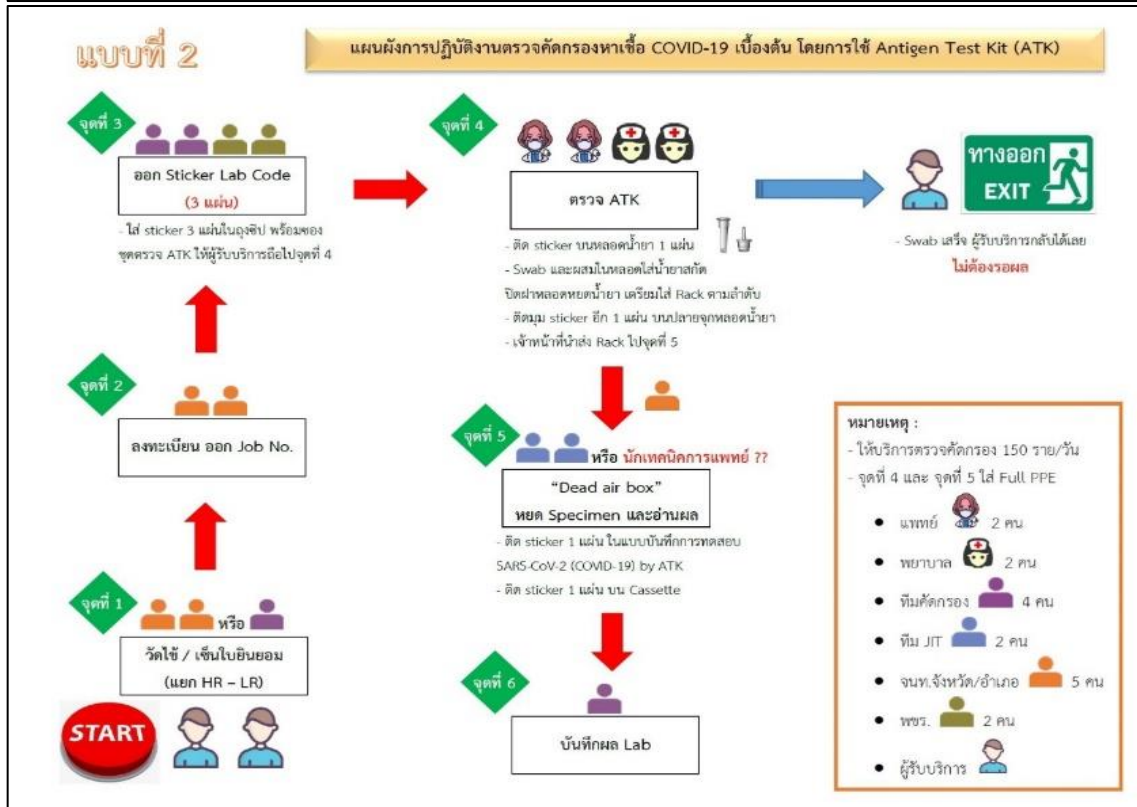 แบบที่ 2
แผนผังการปฏิบัติงานตรวจคัดกรองหาเชื้อ COVID-19 เบื้องต้น โดยการใช้ Antigen Test Kit (ATK)
จุดที่ 3
ออก Sticker Lab Code
(3 แผ่น)
- ใส่ sticker 3 แผ่นในถุงซิป พร้อมซอง
ชุดตรวจ ATK ให้ผู้รับบริการถือไปจุดที่ 4
จุดที่ 4
ตรวจ ATK
- ติด sticker บนหลอดน้ำยา 1 แผ่น
- Swab และผสมในหลอดใส่น้ำยาสกัด
ปิดฝาหลอดหยดน้ำยา เตรียมใส่ Rack ตามลำดับ
- ติดมุม sticker อีก 1 แผ่น บนปลายจุกหลอดน้ำยา
- เจ้าหน้าที่นำส่ง Rack ไปจุดที่ 5
ทางออก
EXIT
- Swab เสร็จ ผู้รับบริการกลับได้เลย
ไม่ต้องรอผล
จุดที่ 2
ลงทะเบียน ออก Job No.
จุดที่ 1
หรือ
วัดไข้ / เซ็นใบยินยอม
(แยก HR – LR)
START
จุดที่ 5
หรือ นักเทคนิคการแพทย์ ??
“Dead air box”
หยด Specimen และอ่านผล
- ติด sticker 1 แผ่น ในแบบบันทึกการทดสอบ
SARS-CoV-2 (COVID-19) by ATK
- ติด sticker 1 แผ่น บน Cassette
จุดที่ 6
บันทึกผล Lab
หมายเหตุ :
- ให้บริการตรวจคัดกรอง 150 ราย/วัน
- จุดที่ 4 และ จุดที่ 5 ใส่ Full PPE
• แพทย์ 2 คน
• พยาบาล 2 คน
• ทีมคัดกรอง 4 คน
• ทีม JIT 2 คน
• จนท.จังหวัด/อำเภอ 5 คน
• พขร. 2 คน
• ผู้รับบริการ